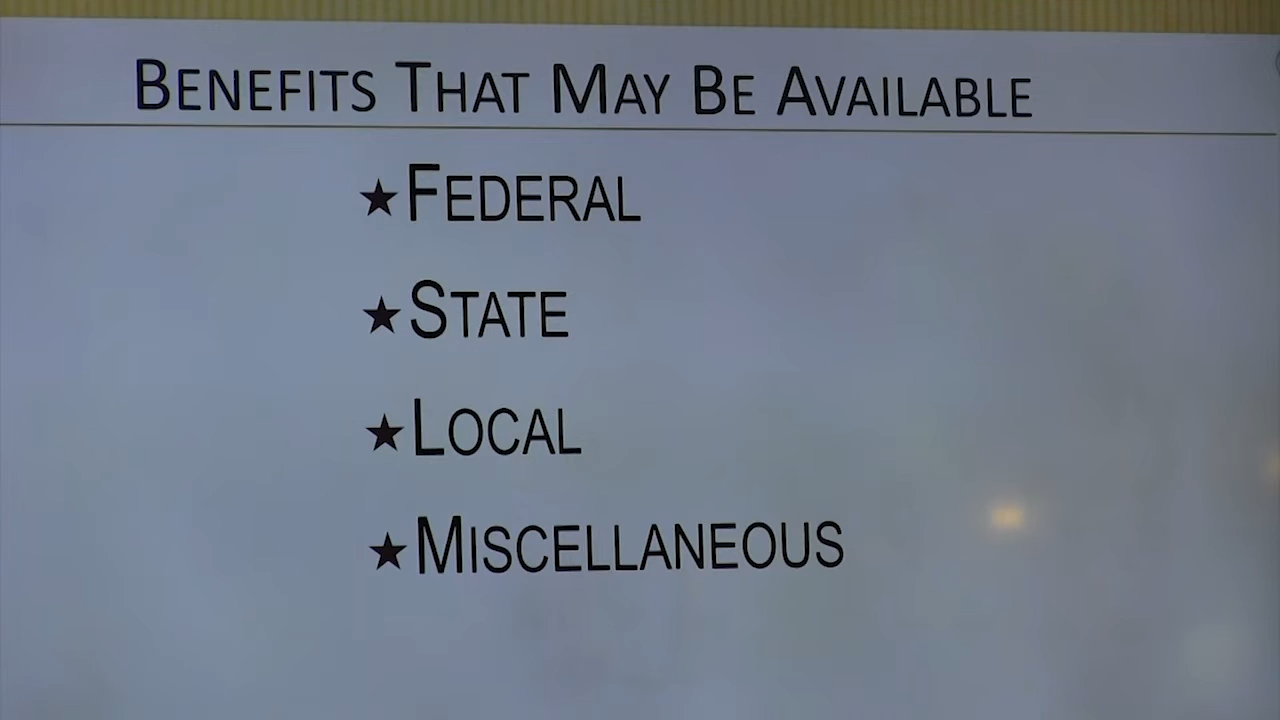 BENEFITS THAT MAY BE AVAILABLE
★FEDERAL
★STATE
★LOCAL
★MISCELLANEOUS